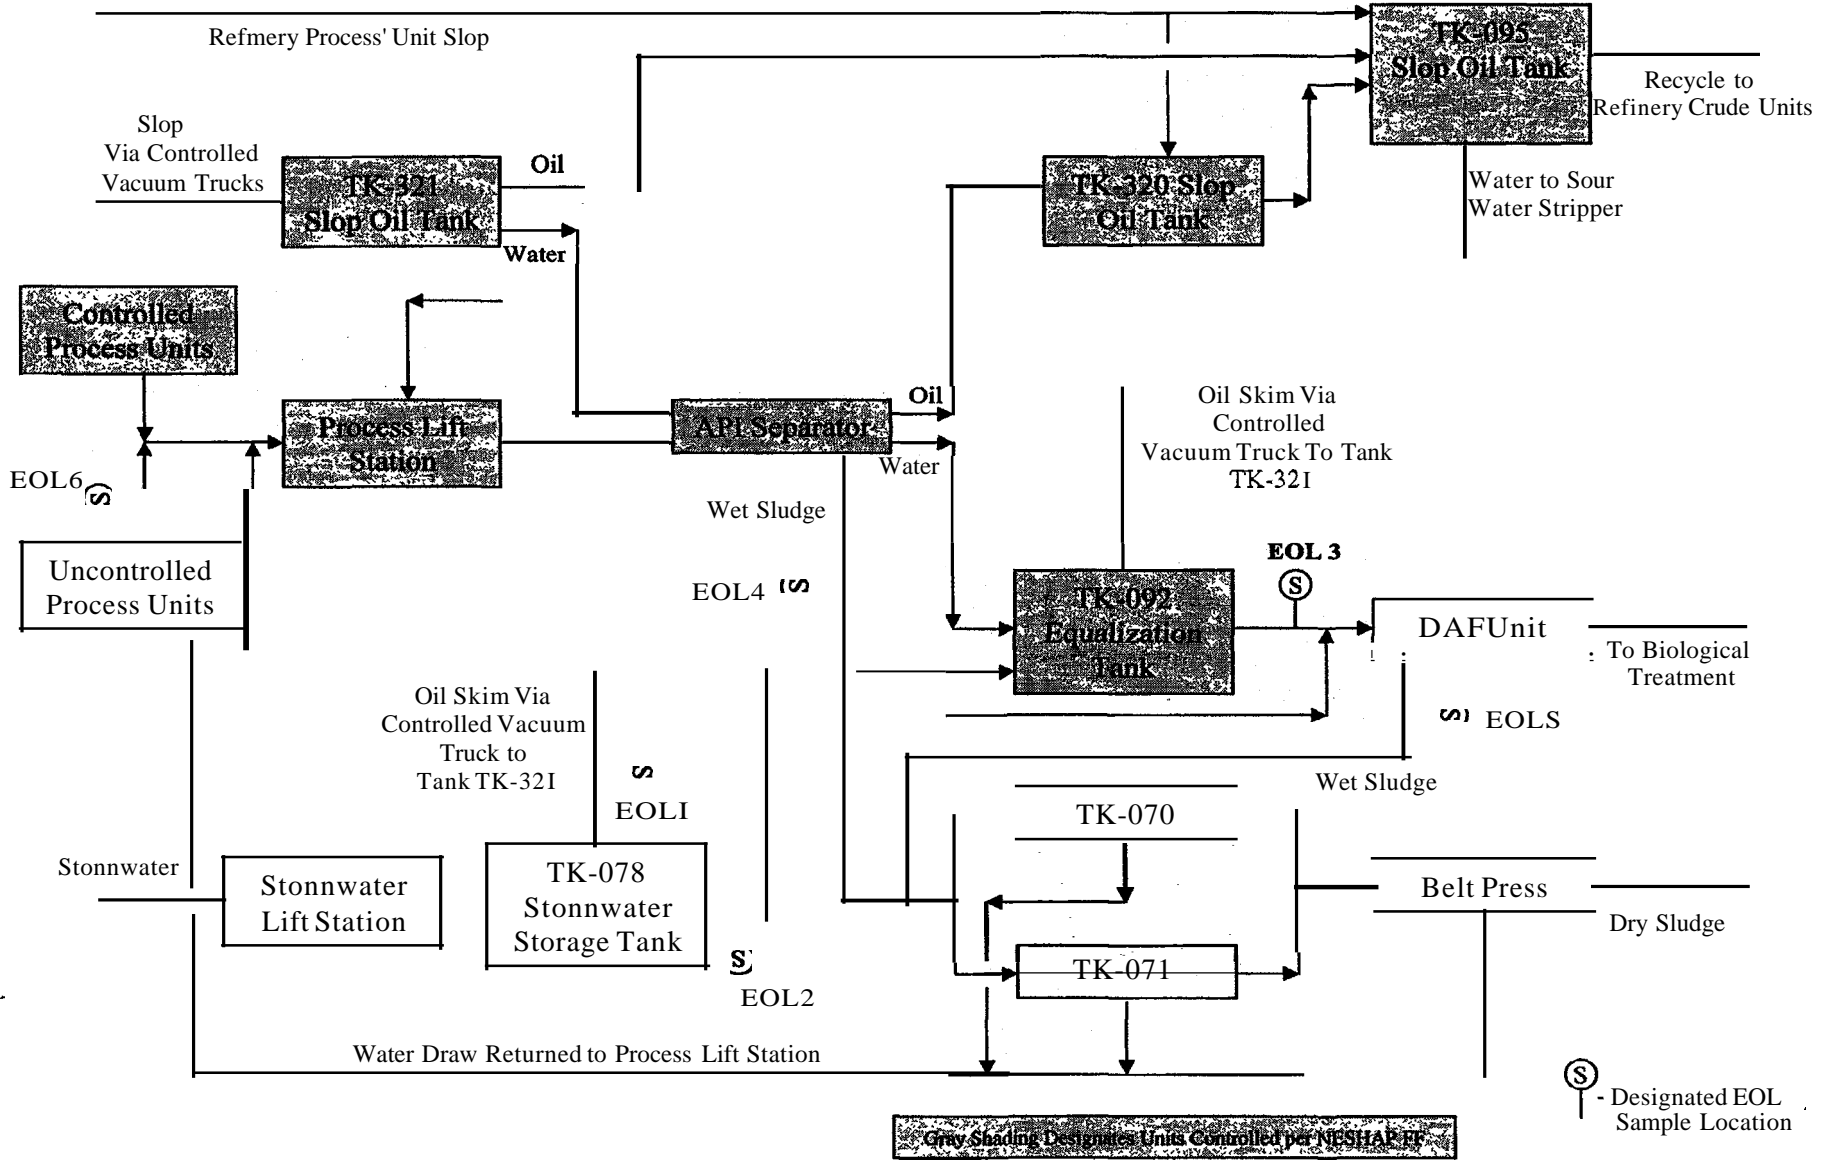 Refmery Process' Unit Slop
TK-095
Slop Oil Tank
Recycle to
Refinery Crude Units
Slop
Via Controlled
Vacuum Trucks
TK-321
Slop Oil Tank
Oil
Water
TK-320 Slop
Oil Tank
Water to Sour
Water Stripper
Controlled
Process Units
Process Lift
Station
API Separator
Oil
Water
Oil Skim Via
Controlled
Vacuum Truck To Tank
TK-32I
EOL6
S
Wet Sludge
Uncontrolled
Process Units
EOL4
S
EOL 3
S
TK-092
Equalization
Tank
DAFUnit
To Biological
Treatment
Oil Skim Via
Controlled Vacuum
Truck to
Tank TK-32I
S
EOLI
S
EOLS
Wet Sludge
TK-070
Stonnwater
Stonnwater
Lift Station
TK-078
Stonnwater
Storage Tank
Belt Press
Dry Sludge
S
EOL2
TK-071
Water Draw Returned to Process Lift Station
S
- Designated EOL
Sample Location
Gray Shading Designates Units Controlled per NESHAP FF